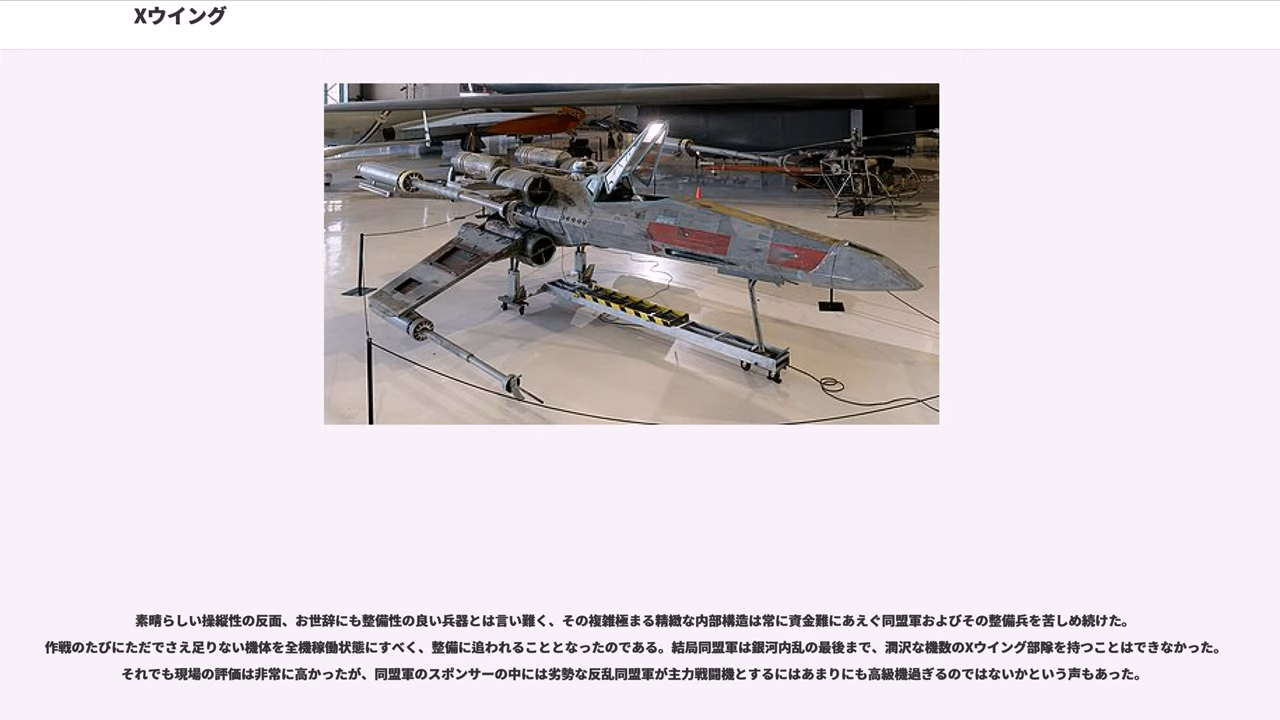 Xウイング
素晴らしい操縦性の反面、お世辞にも整備性の良い兵器とは言い難く、その複雑極まる精緻な内部構造は常に資金難にあえぐ同盟軍およびその整備兵を苦しめ続けた。
作戦のたびにただでさえ足りない機体を全機稼働状態にすべく、整備に追われることとなったのである。結局同盟軍は銀河内乱の最後まで、潤沢な機数のXウイング部隊を持つことはできなかった。
それでも現場の評価は非常に高かったが、同盟軍のスポンサーの中には劣勢な反乱同盟軍が主力戦闘機とするにはあまりにも高級機過ぎるのではないかという声もあった。